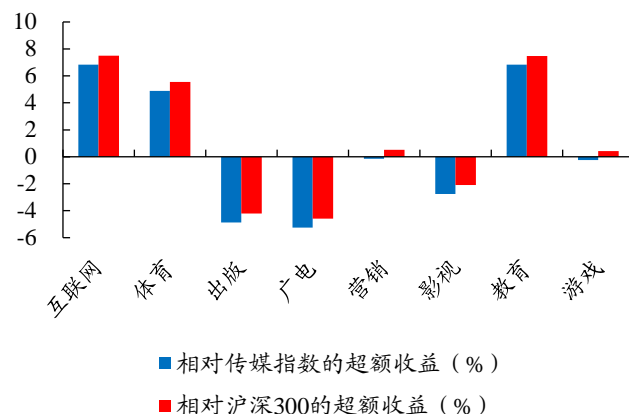 10
8
6
4
2
0
-2
-4
-6
互联网
体育
出版
广电
营销
影视
教育
游戏
相对传媒指数的超额收益（%）
相对沪深300的超额收益（%）